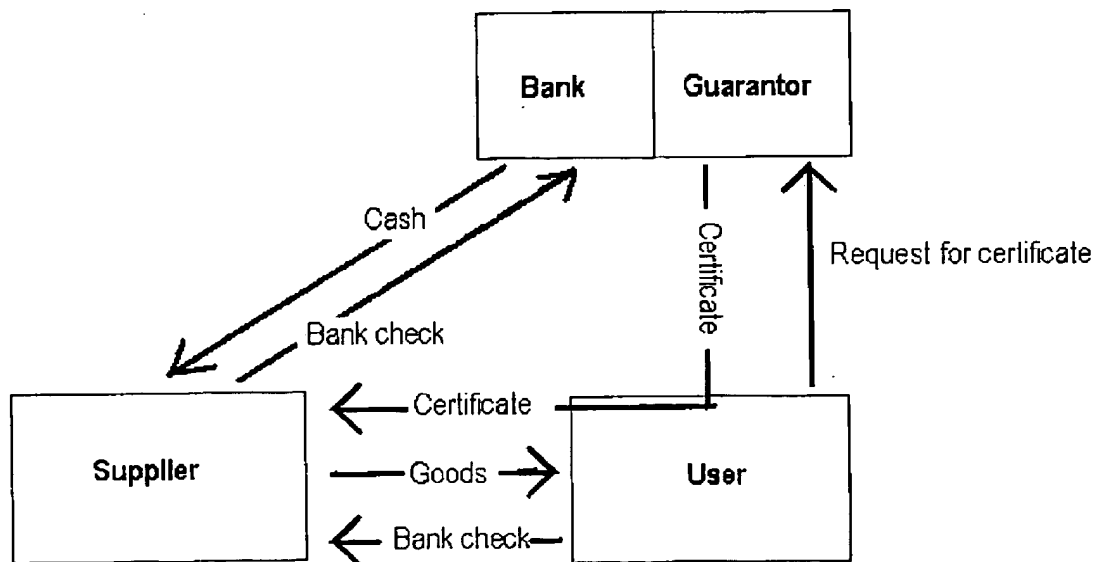 Bank
Guarantor
Cash
Certificate
Request for certificate
Bank check
Certificate
Supplier
Goods
User
Bank check